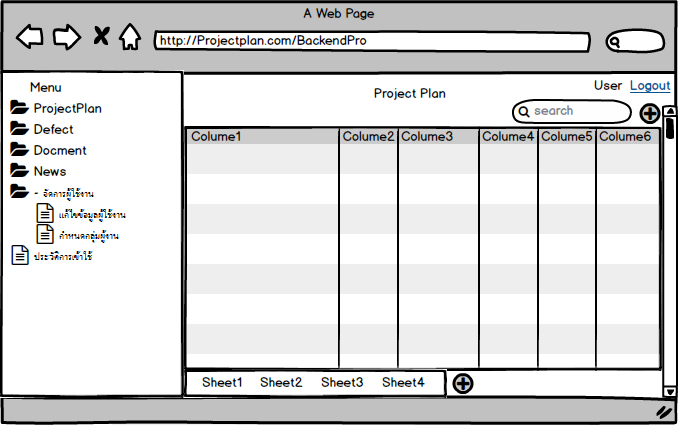 A Web Page
http://Projectplan.com/BackendPro
Menu
ProjectPlan
Defect
Docment
News
- จัดการผู้ใช้งาน
แก้ไขข้อมูลผู้ใช้งาน
กำหนดกลุ่มผู้งาน
ประวัติการเข้าใช้
Project Plan
User Logout
search
Colume1 Colume2 Colume3 Colume4 Colume5 Colume6
Sheet1 Sheet2 Sheet3 Sheet4